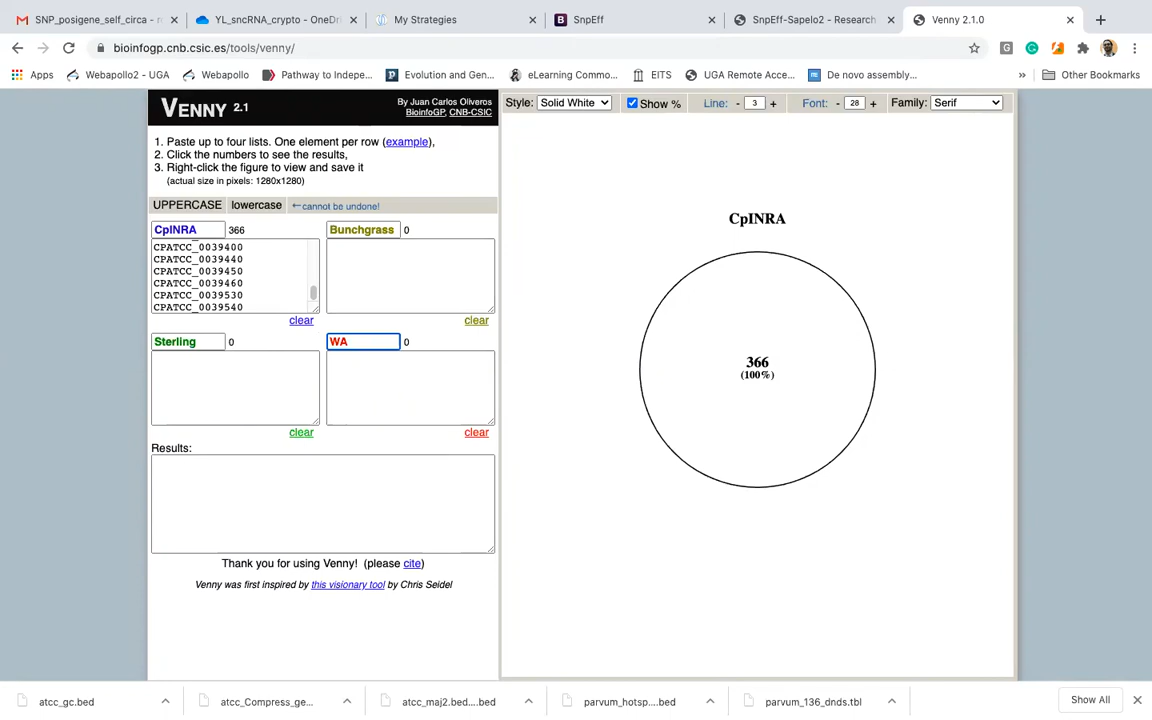 SNP_posigene_self_circa - r
YL_sncRNA_crypto - OneDri
My Strategies
SnpEff
SnpEff-Sapelo2 - Research
Venny 2.1.0
bioinfogp.cnb.csic.es/tools/venny/
Apps
Webapollo2 - UGA
Webapollo
Pathway to Indepe...
Evolution and Gen...
eLearning Commo...
EITS
UGA Remote Acce...
De novo assembly...
»
Other Bookmarks
VENNY 2.1
By Juan Carlos Oliveros
BioinfoGP, CNB-CSIC
1. Paste up to four lists. One element per row (example),
2. Click the numbers to see the results,
3. Right-click the figure to view and save it
(actual size in pixels: 1280x1280)
UPPERCASE lowercase ←cannot be undone!
CpINRA 366
CPATCC_0039400
CPATCC_0039440
CPATCC_0039450
CPATCC_0039460
CPATCC_0039530
CPATCC_0039540
clear
Bunchgrass 0
clear
Sterling 0
clear
WA 0
clear
Results:
Thank you for using Venny! (please cite)
Venny was first inspired by this visionary tool by Chris Seidel
Style: Solid White Show % Line: - 3 + Font: - 28 + Family: Serif
CpINRA
366
(100%)
atcc_gc.bed
atcc_Compress_ge...
atcc_maj2.bed....bed
parvum_hotsp....bed
parvum_136_dnds.tbl
Show All